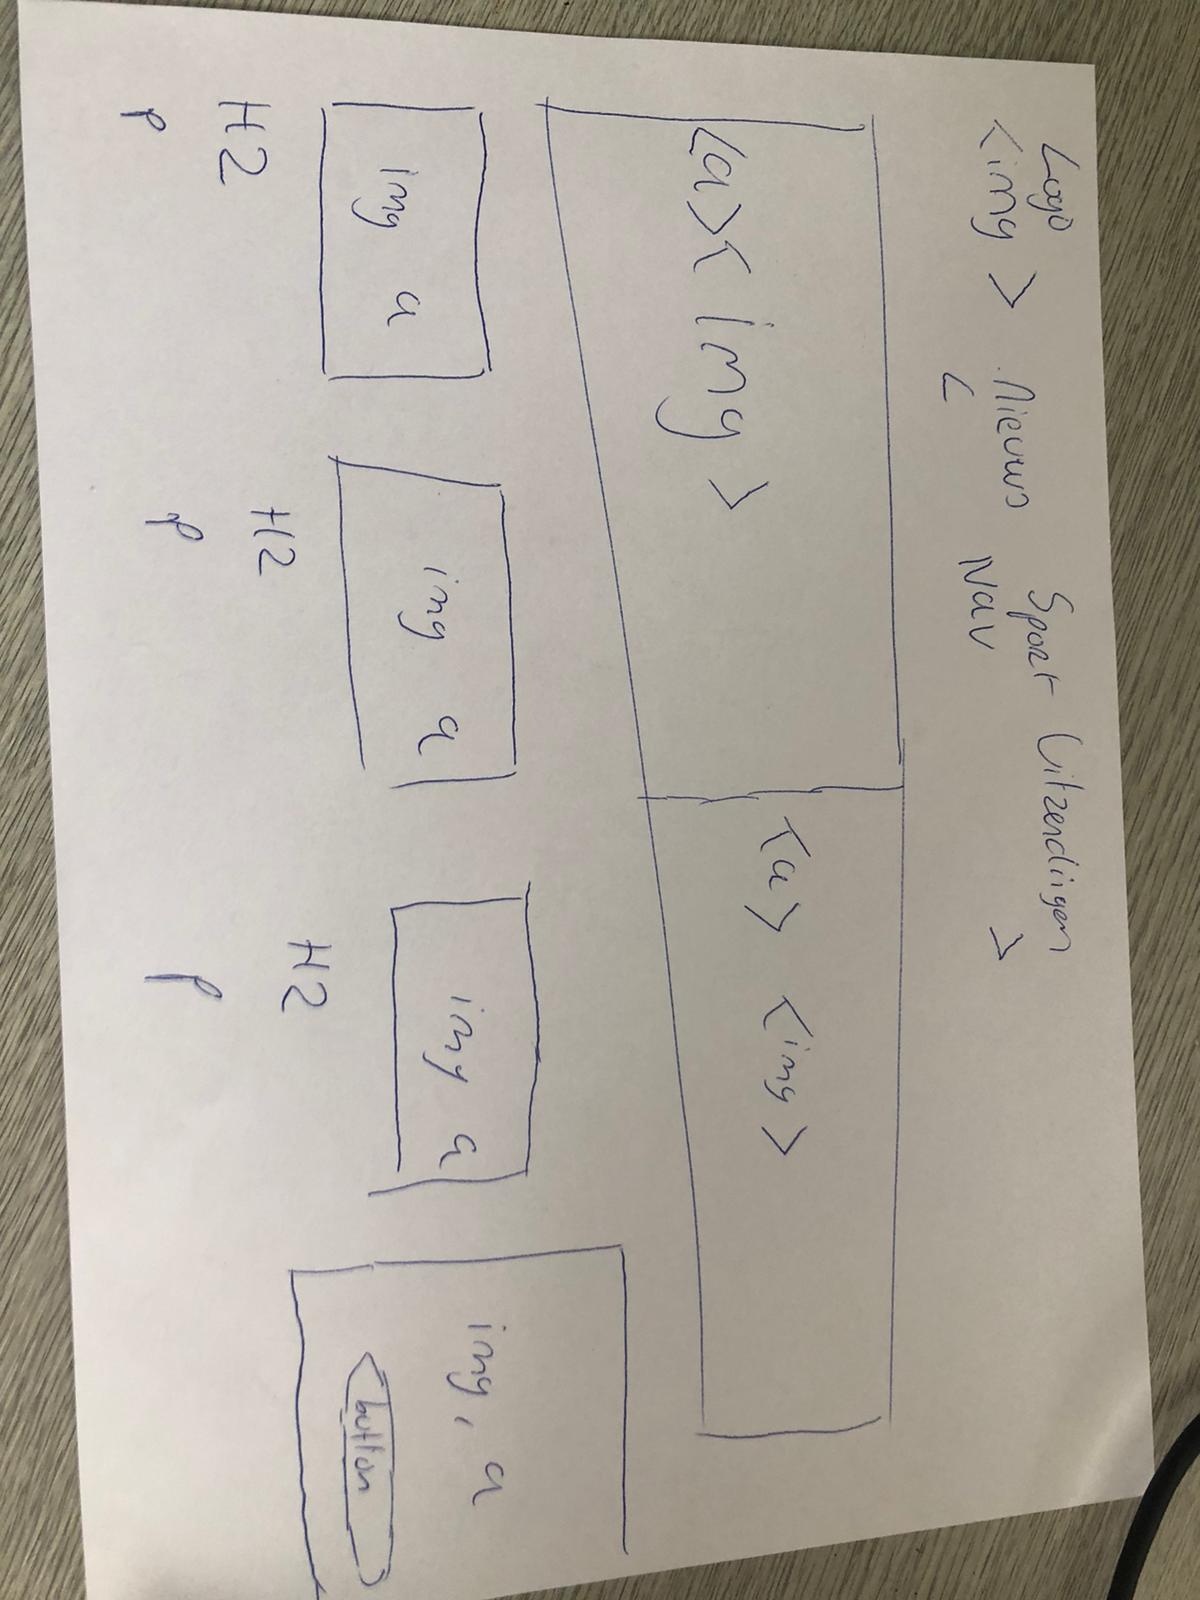 Logo
<img>
Nieuws Sport Uitzendingen
< Nav >
<a><img>
<a> <img>
img a
img a
img a
img, a
button
H2
H2
H2
p
p
p